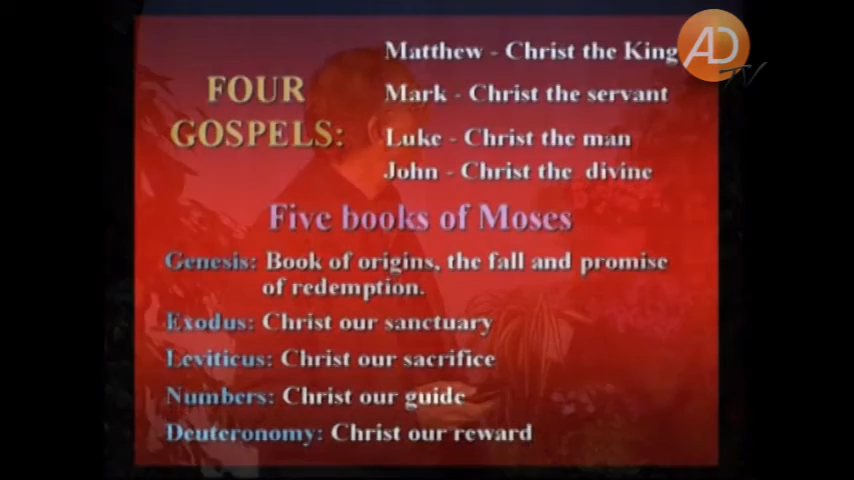 AD
TV
FOUR
GOSPELS:
Matthew - Christ the King
Mark - Christ the servant
Luke - Christ the man
John - Christ the divine
Five books of Moses
Genesis: Book of origins, the fall and promise
of redemption.
Exodus: Christ our sanctuary
Leviticus: Christ our sacrifice
Numbers: Christ our guide
Deuteronomy: Christ our reward